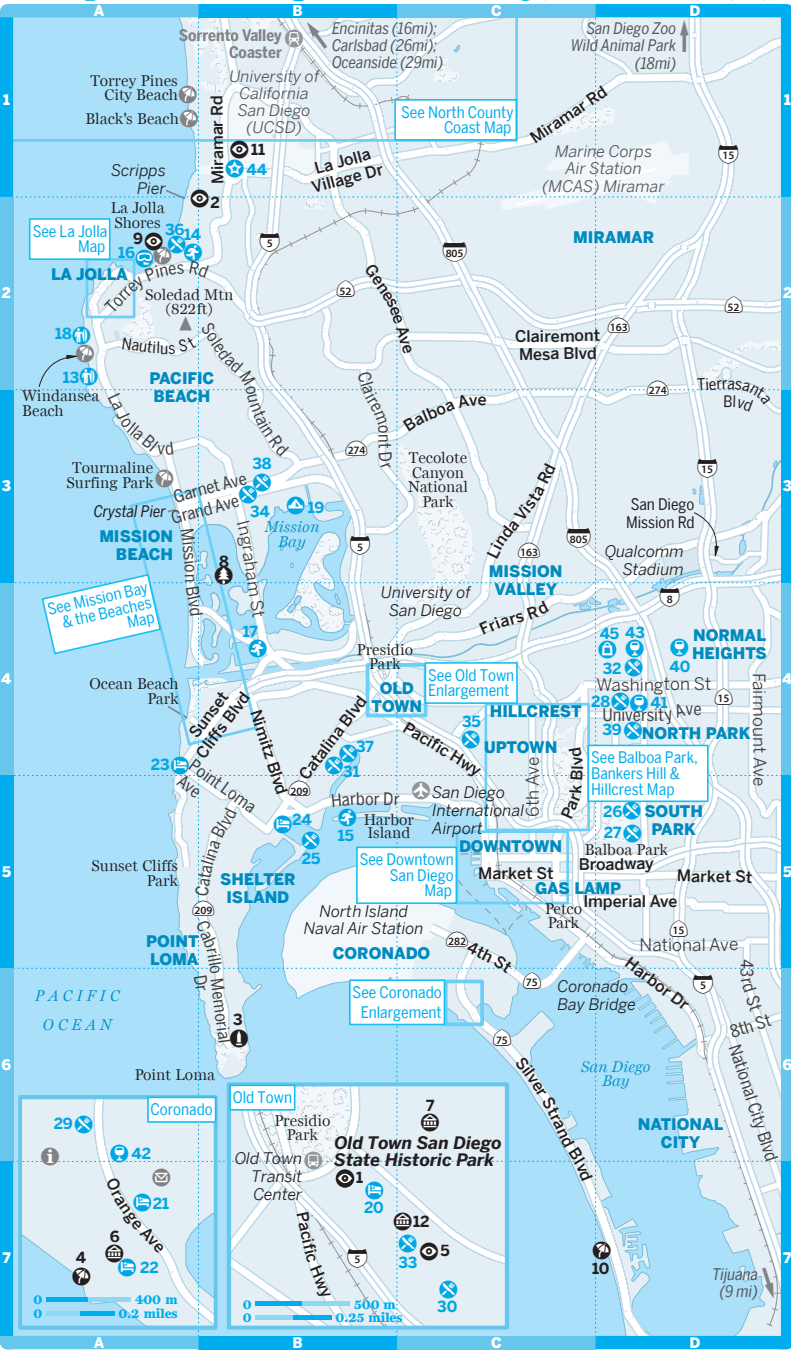 A
B
C
D
Sorrento Valley
Coaster
Encinitas (16mi);
Carlsbad (26mi);
Oceanside (29mi)
San Diego Zoo
Wild Animal Park
(18mi)
Torrey Pines
City Beach
Black's Beach
University of
California
San Diego
(UCSD)
Miramar Rd
1
1
See North County
Coast Map
Miramar Rd
11
44
La Jolla
Village Dr
Marine Corps
Air Station
(MCAS) Miramar
15
Scripps
Pier
2
La Jolla
Shores
See La Jolla
Map
9
36
14
16
5
805
MIRAMAR
LA JOLLA
Torrey Pines Rd
2
2
Soledad Mtn
(822ft)
52
Genesee Ave
52
163
18
Nautilus St
Clairemont
Mesa Blvd
13
Windansea
Beach
PACIFIC
BEACH
Soledad Mountain Rd
Clairemont Dr
274
Tierrasanta
Blvd
La Jolla Blvd
Balboa Ave
274
Tourmaline
Surfing Park
38
Garnet Ave
Tecolote
Canyon
National
Park
15
3
3
Crystal Pier
Grand Ave
34
19
Mission
Bay
Linda Vista Rd
San Diego
Mission Rd
MISSION
BEACH
Mission Blvd
Ingraham St
5
163
805
8
Qualcomm
Stadium
MISSION
VALLEY
See Mission Bay
& the Beaches
Map
University of
San Diego
Friars Rd
8
17
45
43
NORMAL
HEIGHTS
32
40
Presidio
Park
4
4
Ocean Beach
Park
OLD
TOWN
See Old Town
Enlargement
Washington St
15
Fairmount Ave
Sunset
Cliffs Blvd
Nimitz Blvd
Catalina Blvd
HILLCREST
28
41
University Ave
35
UPTOWN
39
NORTH PARK
Pacific Hwy
37
31
6th Ave
Park Blvd
See Balboa Park,
Bankers Hill &
Hillcrest Map
23
Point Loma
Ave
209
Harbor Dr
San Diego
International
Airport
24
15
Harbor
Island
26
SOUTH
PARK
27
25
DOWNTOWN
Balboa Park
Sunset Cliffs
Park
Catalina Blvd
See Downtown
San Diego
Map
Broadway
5
5
Market St
Market St
SHELTER
ISLAND
GAS LAMP
Imperial Ave
209
North Island
Naval Air Station
Petco
Park
15
POINT
LOMA
CORONADO
282
4th St
National Ave
Cabrillo Memorial
Dr
75
Harbor Dr
43rd St
PACIFIC
OCEAN
See Coronado
Enlargement
Coronado
Bay Bridge
5
8th St
3
75
6
6
Point Loma
Silver Strand Blvd
San Diego
Bay
National City Blvd
NATIONAL
CITY
Coronado
29
42
21
Orange Ave
6
4
22
0
400 m
0
0.2 miles
Old Town
7
Presidio
Park
Old Town San Diego
State Historic Park
Old Town
Transit
Center
1
20
12
Pacific Hwy
5
33
5
30
0
500 m
0
0.25 miles
7
7
10
Tijuana
(9 mi)
A
B
C
D